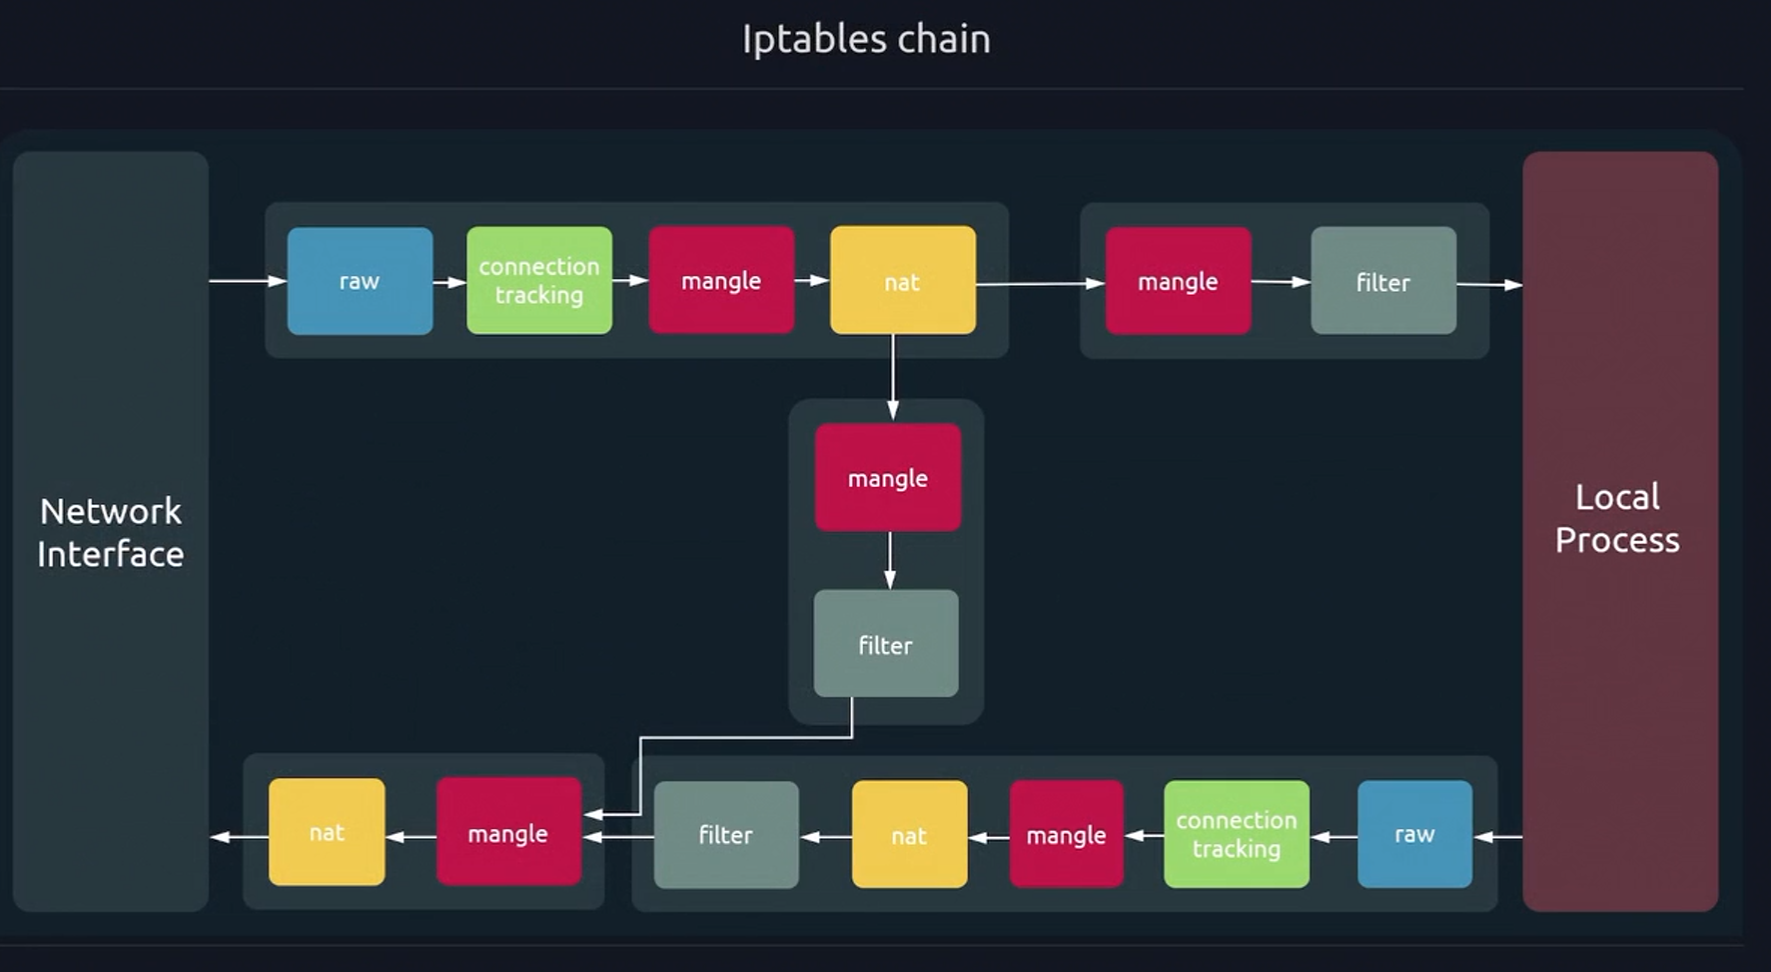 Iptables chain
Network
Interface
raw
connection
tracking
mangle
nat
mangle
filter
Local
Process
mangle
filter
nat
mangle
filter
nat
mangle
connection
tracking
raw